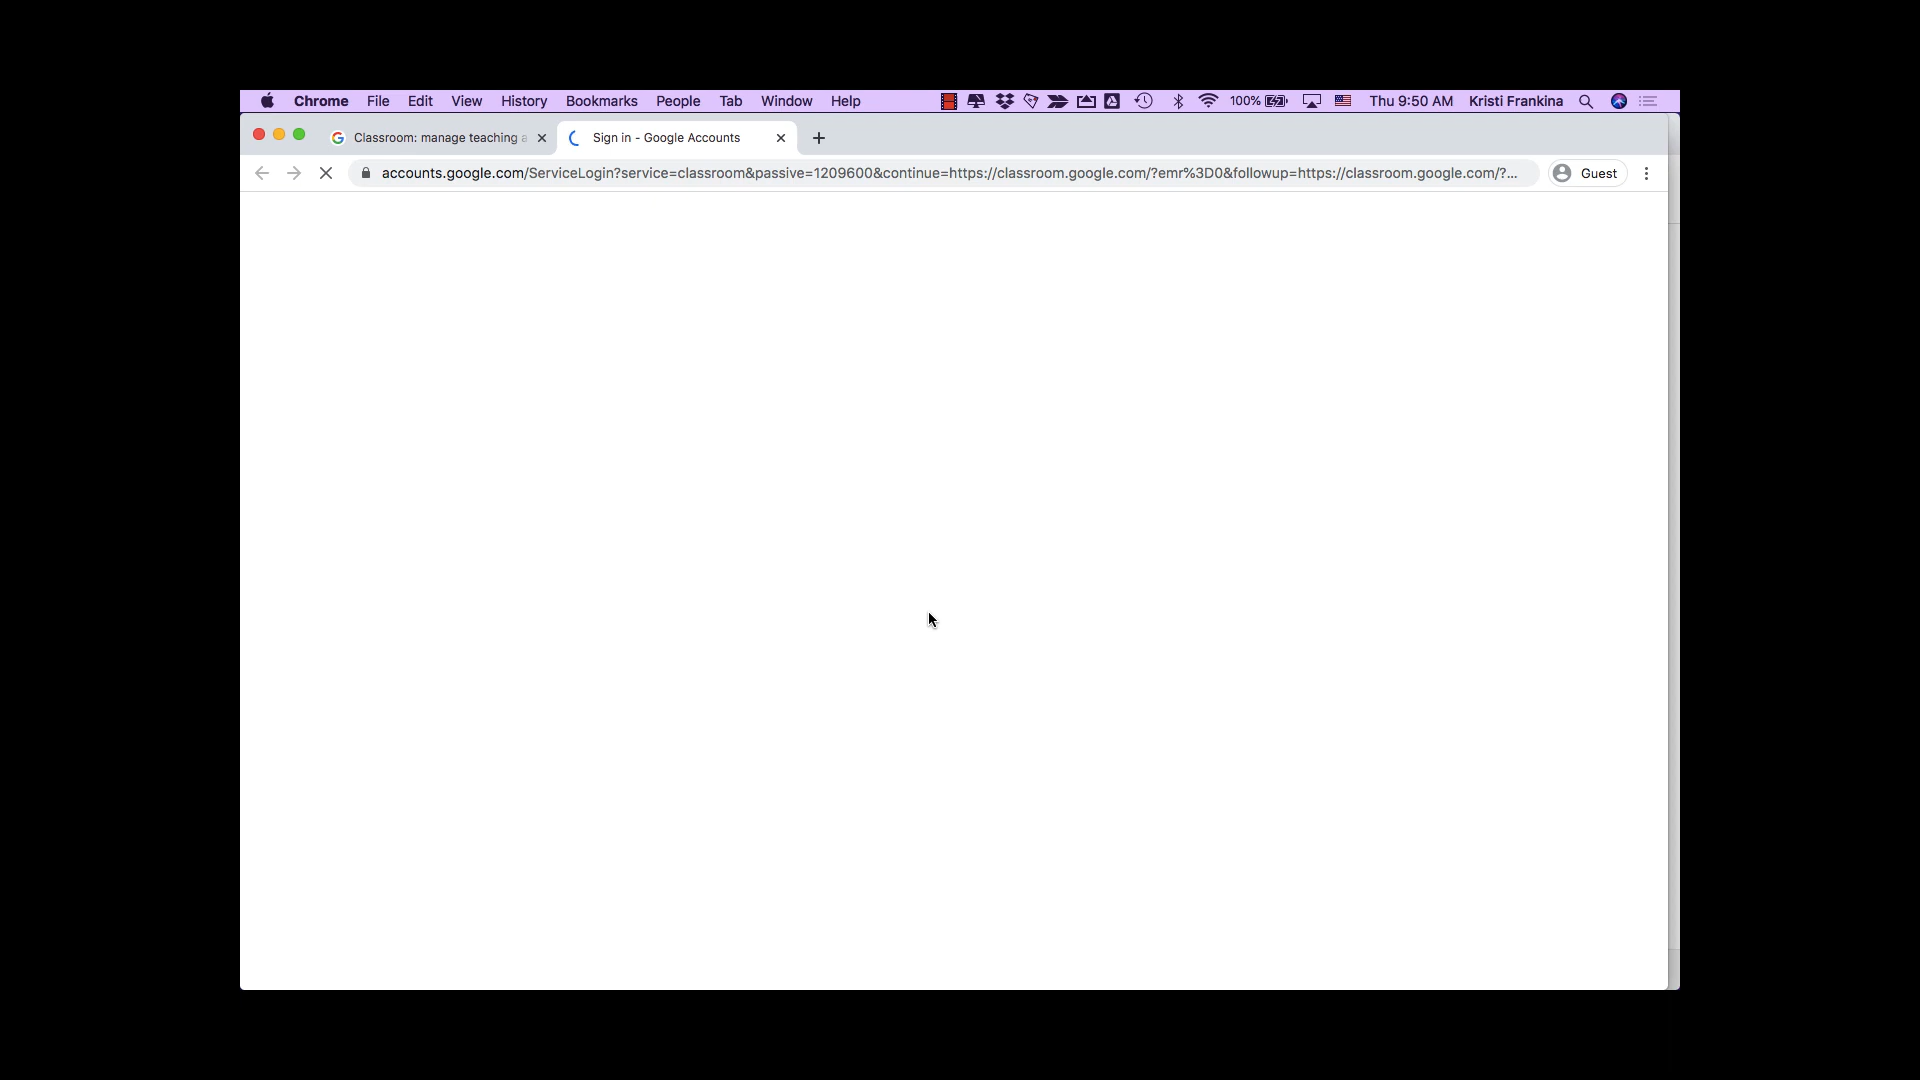 Chrome File Edit View History Bookmarks People Tab Window Help 100% Thu 9:50 AM Kristi Frankina
Classroom: manage teaching a Sign in - Google Accounts
accounts.google.com/ServiceLogin?service=classroom&passive=1209600&continue=https://classroom.google.com/?emr%3D0&followup=https://classroom.google.com/?... Guest